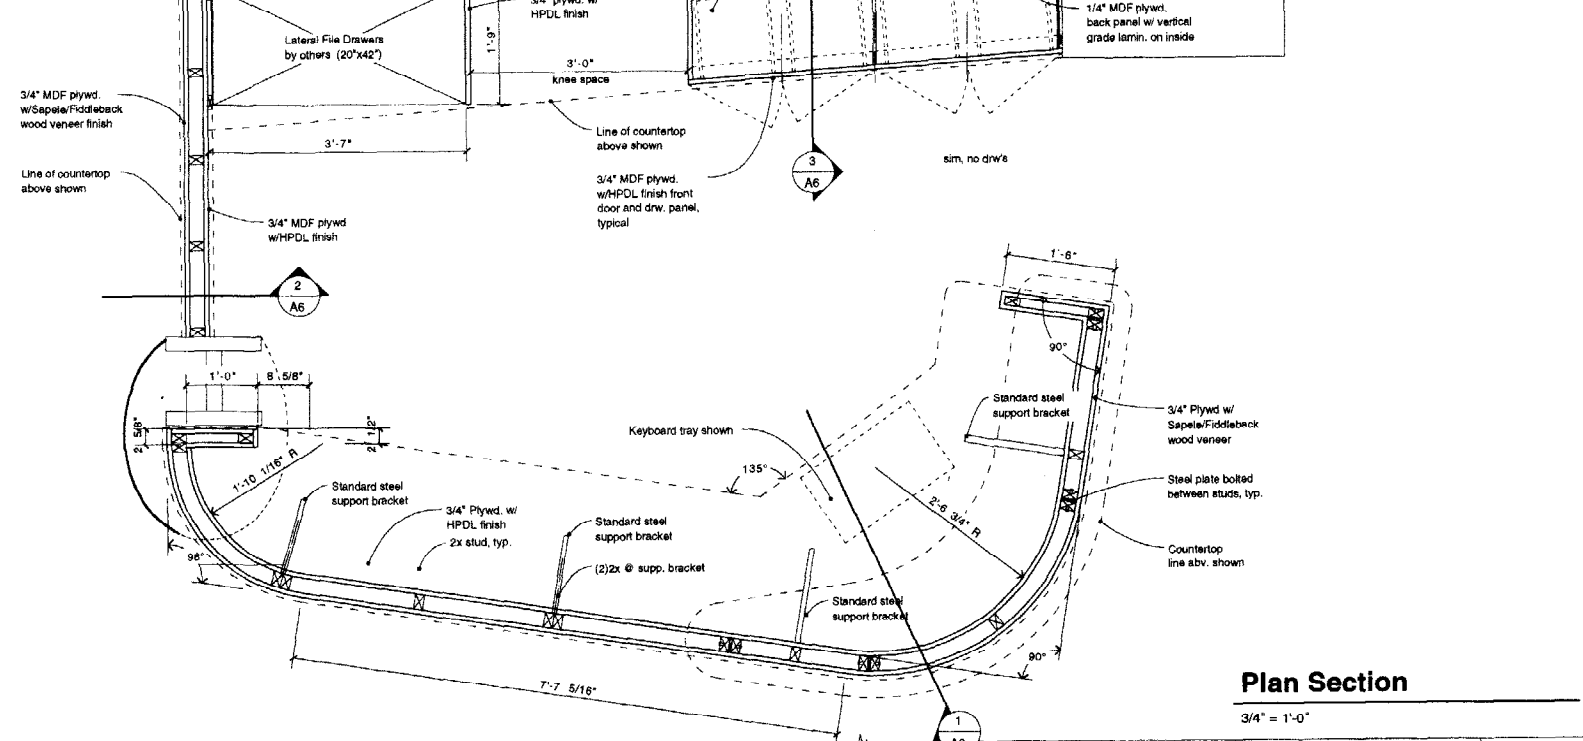 3/4" plywd. w/
HPDL finish
1/4" MDF plywd.
back panel w/ vertical
grade lamin. on inside
Lateral File Drawers
by others (20"x42")
1'-9"
3'-0"
knee space
3/4" MDF plywd.
w/Sapele/Fiddleback
wood veneer finish
Line of countertop
above shown
3'-7"
3
A6
sim, no drw's
Line of countertop
above shown
3/4" MDF plywd.
w/HPDL finish front
door and drw. panel,
typical
3/4" MDF plywd
w/HPDL finish
1'-6"
2
A6
90°
1'-0"
8 5/8"
Standard steel
support bracket
3/4" Plywd w/
Sapele/Fiddleback
wood veneer
2 5/8"
2 1/2"
Keyboard tray shown
1'-10 1/16" R
135°
Standard steel
support bracket
Steel plate bolted
between studs, typ.
3/4" Plywd. w/
HPDL finish
2x stud, typ.
Standard steel
support bracket
2'-6 3/4" R
98°
Countertop
line abv. shown
(2)2x @ supp. bracket
Standard steel
support bracket
90°
7'-7 5/16"
Plan Section
3/4" = 1'-0"
1